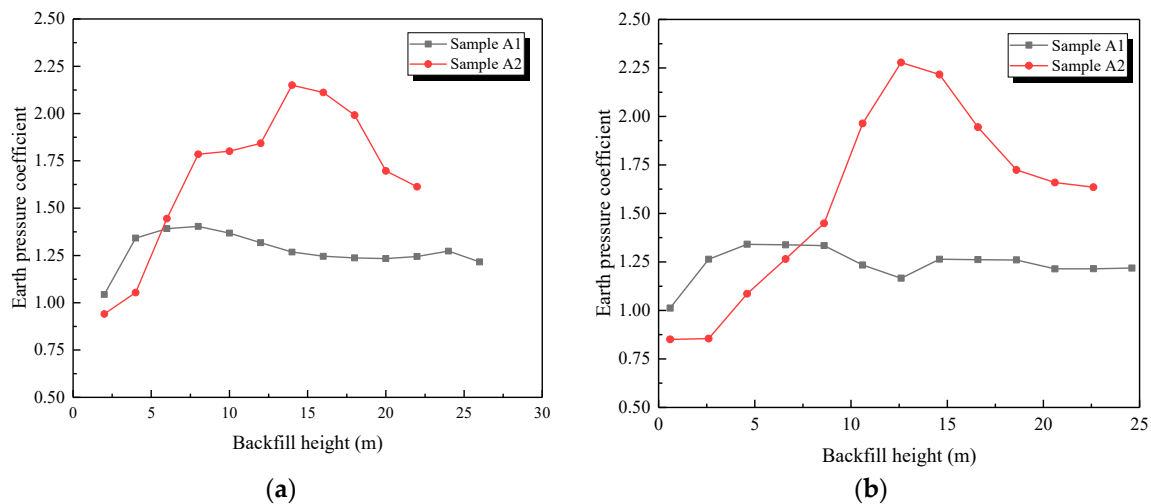 2.50
2.25
2.00
1.75
1.50
1.25
1.00
0.75
0.50
Earth pressure coefficient
Sample A1
Sample A2
0 5 10 15 20 25 30
Backfill height (m)
(a)
2.50
2.25
2.00
1.75
1.50
1.25
1.00
0.75
0.50
Earth pressure coefficient
Sample A1
Sample A2
0 5 10 15 20 25
Backfill height (m)
(b)